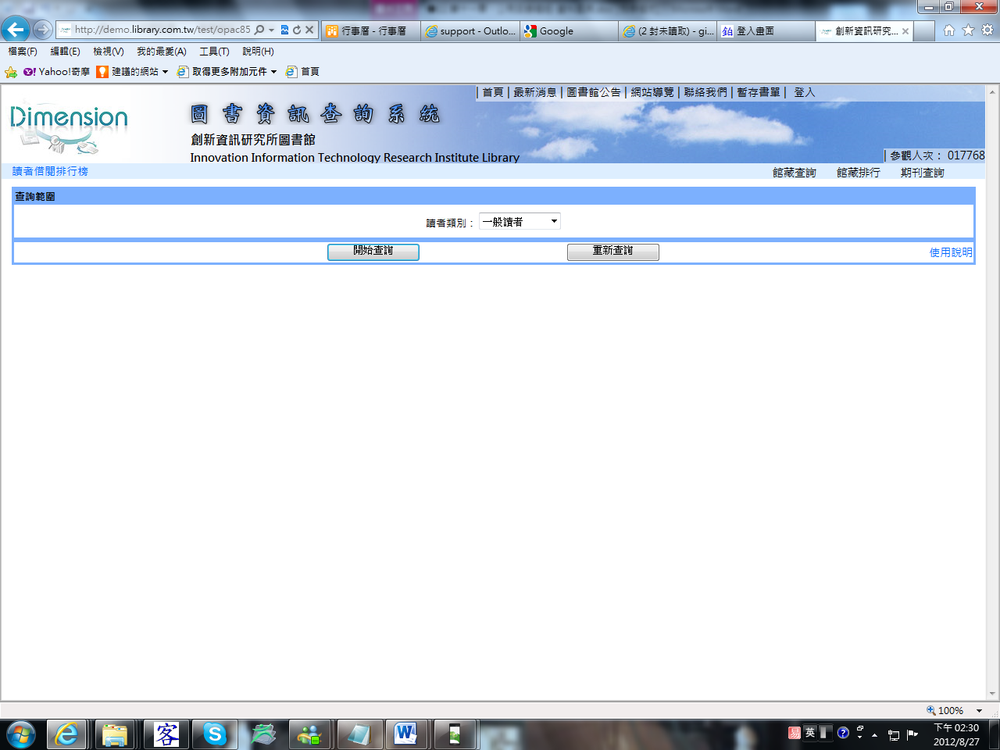 http://demo.library.com.tw/test/opac85
行事曆 - 行事曆
support - Outlo...
Google
(2 封未讀取) - gi...
登入畫面
創新資訊研究...
檔案(F) 編輯(E) 檢視(V) 我的最愛(A) 工具(T) 說明(H)
Yahoo!奇摩 建議的網站 取得更多附加元件 首頁
| 首頁 | 最新消息 | 圖書館公告 | 網站導覽 | 聯絡我們 | 暫存書單 | 登入
Dimension
圖書資訊查詢系統
創新資訊研究所圖書館
Innovation Information Technology Research Institute Library
| 參觀人次： 017768
讀者借閱排行榜
館藏查詢 館藏排行 期刊查詢
查詢範圍
讀者類別： 一般讀者
開始查詢 重新查詢 使用說明
100%
客
易 英
下午 02:30
2012/8/27